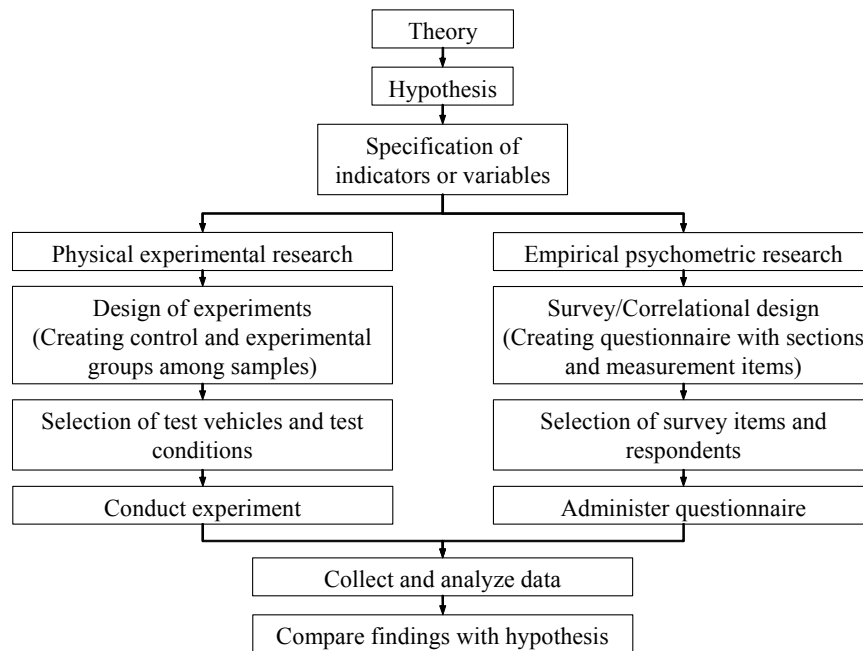 Theory
Hypothesis
Specification of
indicators or variables
Physical experimental research
Empirical psychometric research
Design of experiments
(Creating control and experimental
groups among samples)
Survey/Correlational design
(Creating questionnaire with sections
and measurement items)
Selection of test vehicles and test
conditions
Selection of survey items and
respondents
Conduct experiment
Administer questionnaire
Collect and analyze data
Compare findings with hypothesis